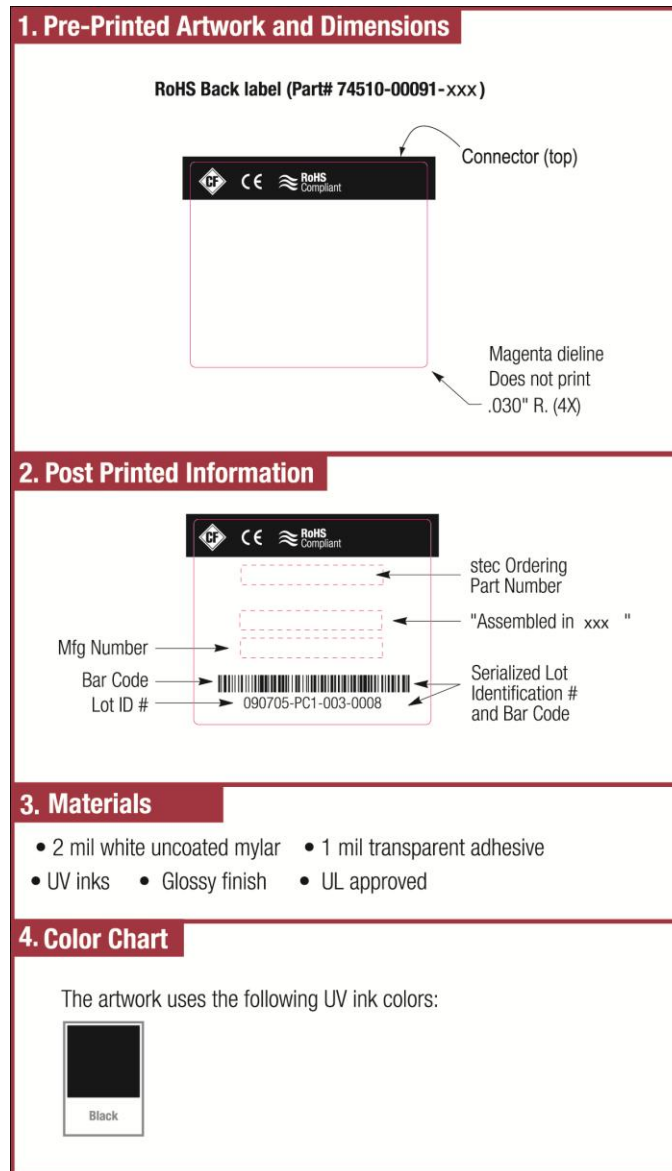 1. Pre-Printed Artwork and Dimensions
RoHS Back label (Part# 74510-00091-xxx)
Connector (top)
CF CE RoHS
Compliant
Magenta dieline
Does not print
.030" R. (4X)
2. Post Printed Information
CF CE RoHS
Compliant
stec Ordering
Part Number
"Assembled in xxx "
Mfg Number
Bar Code
Lot ID #
090705-PC1-003-0008
Serialized Lot
Identification #
and Bar Code
3. Materials
• 2 mil white uncoated mylar • 1 mil transparent adhesive
• UV inks • Glossy finish • UL approved
4. Color Chart
The artwork uses the following UV ink colors:
Black